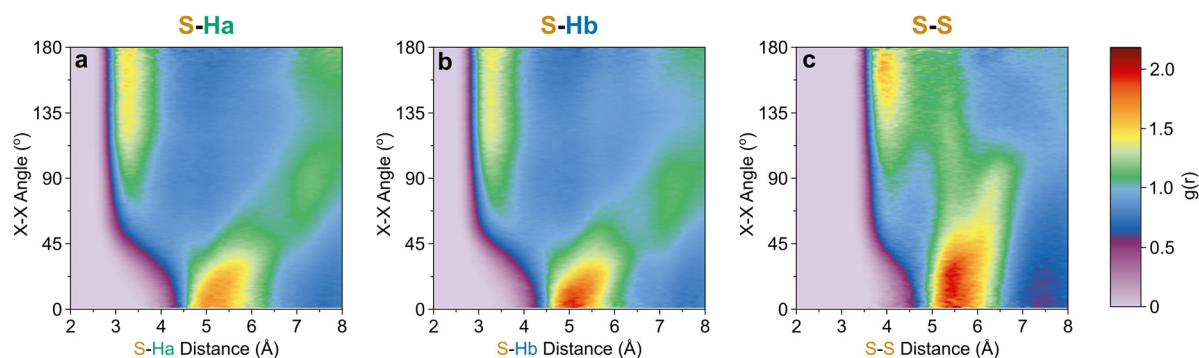 S-Ha
S-Hb
S-S
a
b
c
180
135
90
45
0
X-X Angle (°)
2 3 4 5 6 7 8
S-Ha Distance (Å)
180
135
90
45
0
X-X Angle (°)
2 3 4 5 6 7 8
S-Hb Distance (Å)
180
135
90
45
0
X-X Angle (°)
2 3 4 5 6 7 8
S-S Distance (Å)
2.0
1.5
1.0
0.5
0
g(r)